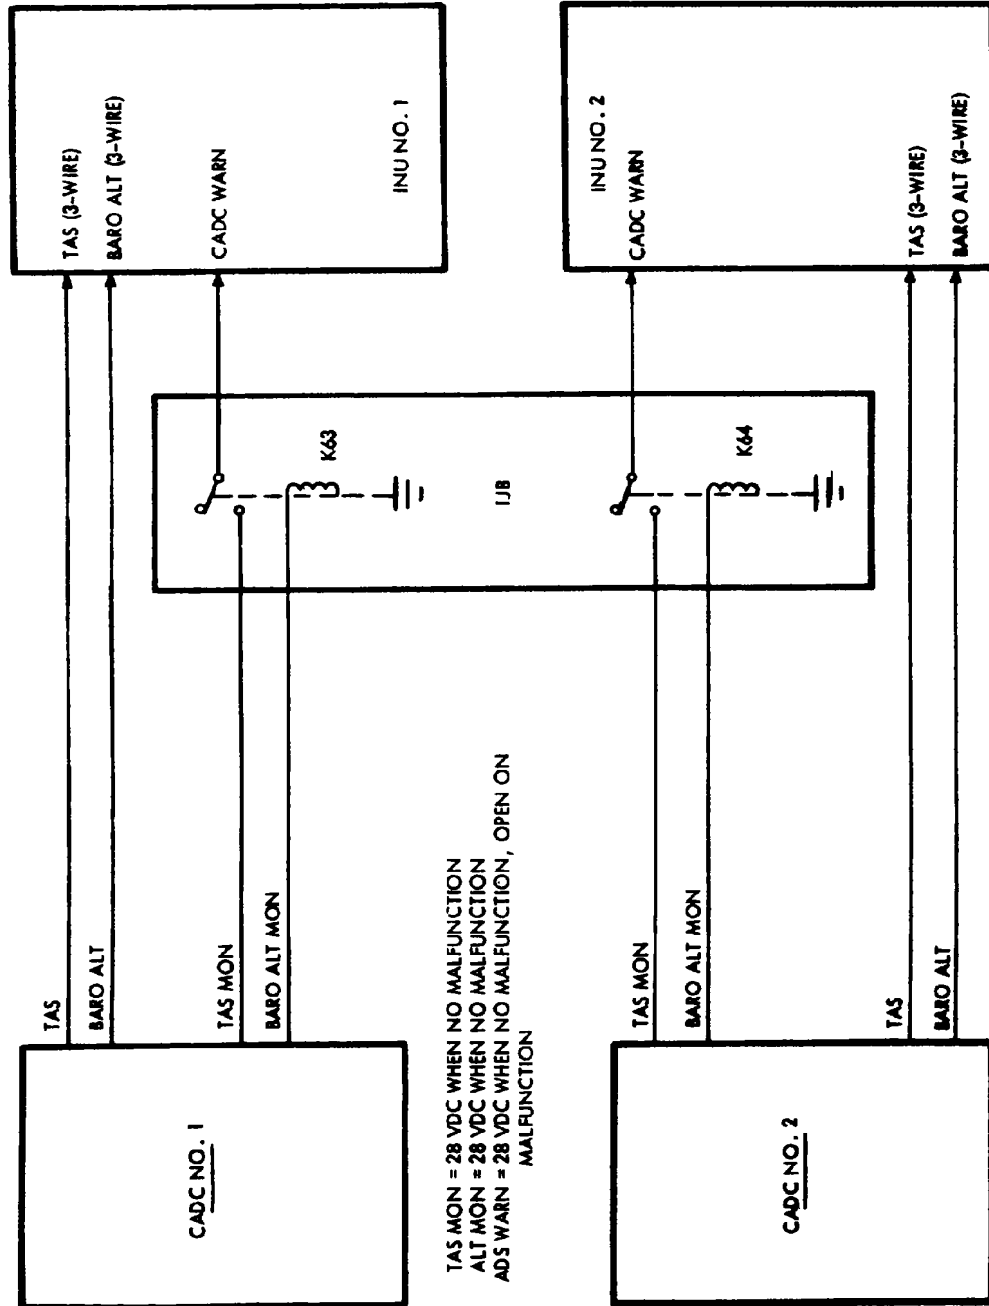 CADC NO. 1
TAS
BARO ALT
TAS MON
BARO ALT MON
TAS (3-WIRE)
BARO ALT (3-WIRE)
CADC WARN
INU NO. 1
K63
IJB
K64
TAS MON = 28 VDC WHEN NO MALFUNCTION
ALT MON = 28 VDC WHEN NO MALFUNCTION
ADS WARN = 28 VDC WHEN NO MALFUNCTION, OPEN ON
MALFUNCTION
CADC NO. 2
TAS MON
BARO ALT MON
TAS
BARO ALT
INU NO. 2
CADC WARN
TAS (3-WIRE)
BARO ALT (3-WIRE)